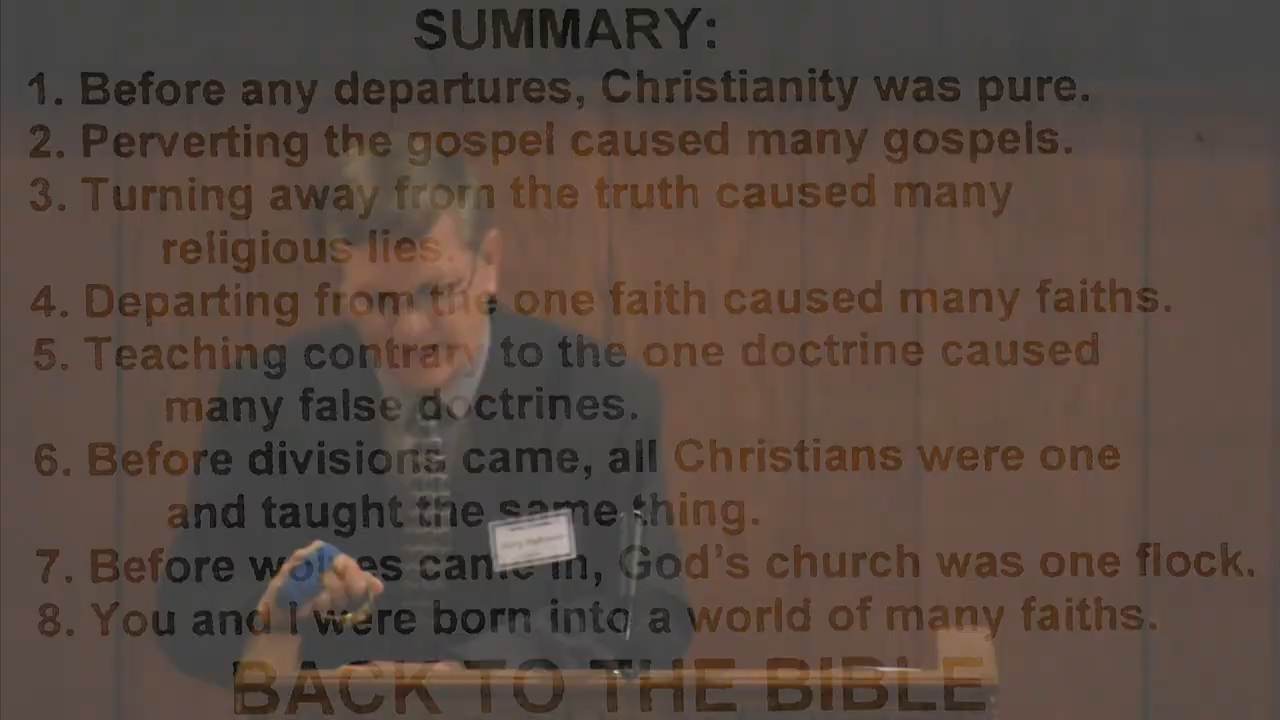 SUMMARY:
1. Before any departures, Christianity was pure.
2. Perverting the gospel caused many gospels.
3. Turning away from the truth caused many
religious lies.
4. Departing from the one faith caused many faiths.
5. Teaching contrary to the one doctrine caused
many false doctrines.
6. Before divisions came, all Christians were one
and taught the same thing.
7. Before wolves came in, God's church was one flock.
8. You and I were born into a world of many faiths.
BACK TO THE BIBLE